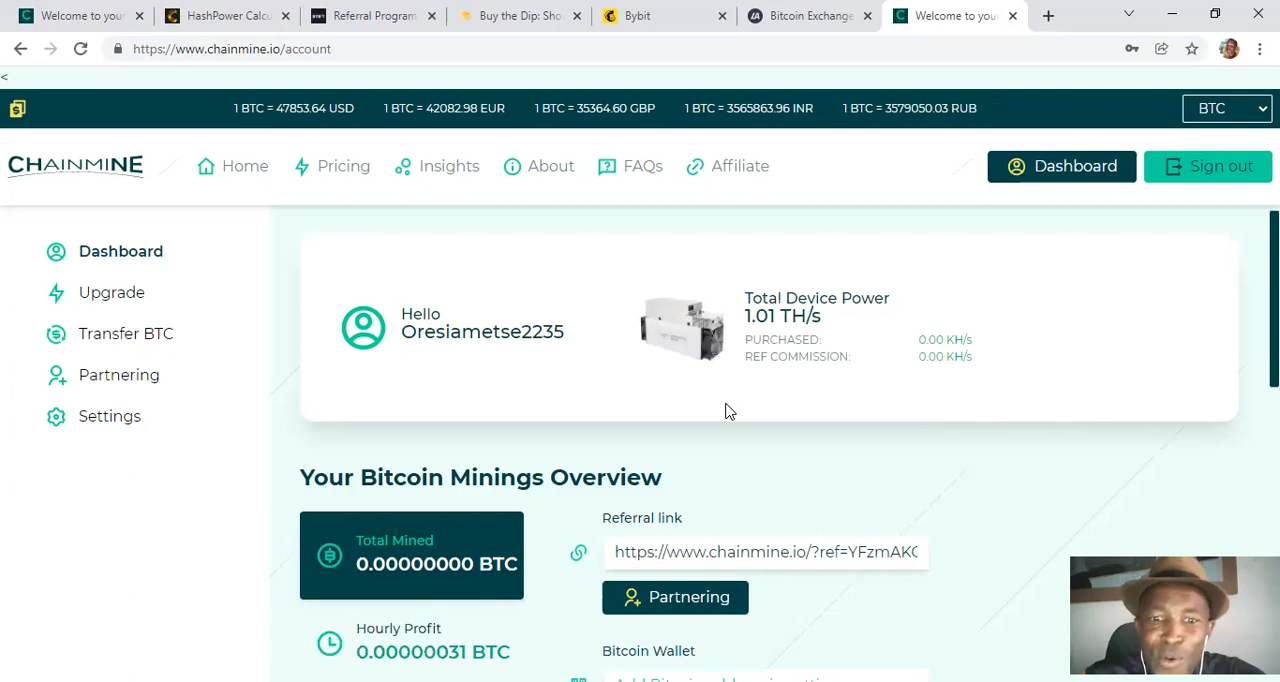 Welcome to your
HashPower Calcu
Referral Program
Buy the Dip: Sho
Bybit
Bitcoin Exchange
Welcome to your
https://www.chainmine.io/account
<
1 BTC = 47853.64 USD 1 BTC = 42082.98 EUR 1 BTC = 35364.60 GBP 1 BTC = 3565863.96 INR 1 BTC = 3579050.03 RUB
BTC
CHAINMINE
Home Pricing Insights About FAQs Affiliate
Dashboard Sign out
Dashboard
Upgrade
Transfer BTC
Partnering
Settings
Hello
Oresiametse2235
Total Device Power
1.01 TH/s
PURCHASED: 0.00 KH/s
REF COMMISSION: 0.00 KH/s
Your Bitcoin Minings Overview
Total Mined
0.00000000 BTC
Hourly Profit
0.00000031 BTC
Referral link
https://www.chainmine.io/?ref=YFzmAK
Partnering
Bitcoin Wallet